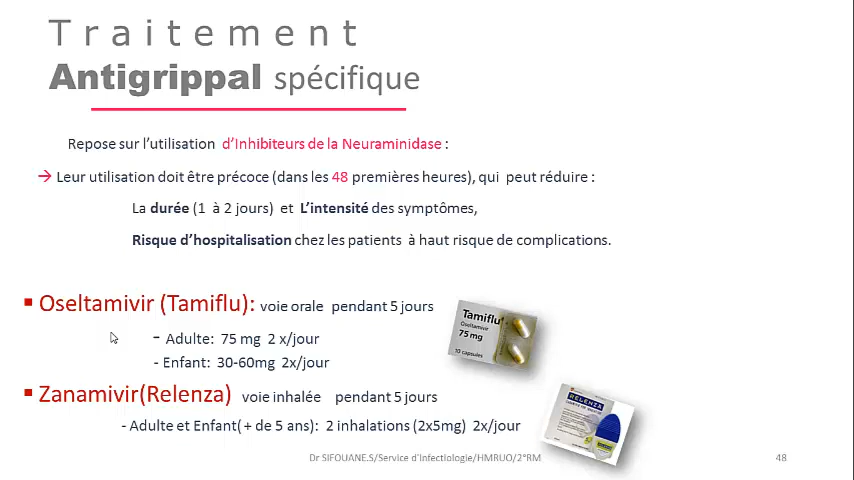 Traitement
Antigrippal spécifique
Repose sur l'utilisation d'Inhibiteurs de la Neuraminidase :
→ Leur utilisation doit être précoce (dans les 48 premières heures), qui peut réduire :
La durée (1 à 2 jours) et L'intensité des symptômes,
Risque d'hospitalisation chez les patients à haut risque de complications.
▪ Oseltamivir (Tamiflu): voie orale pendant 5 jours
- Adulte: 75 mg 2 x/jour
- Enfant: 30-60mg 2x/jour
Tamiflu
Oseltamivir
75 mg
10 capsules
▪ Zanamivir(Relenza) voie inhalée pendant 5 jours
- Adulte et Enfant( + de 5 ans): 2 inhalations (2x5mg) 2x/jour
RELENZA
Dr SIFOUANE.S/Service d'Infectiologie/HMRUO/2°RM
48